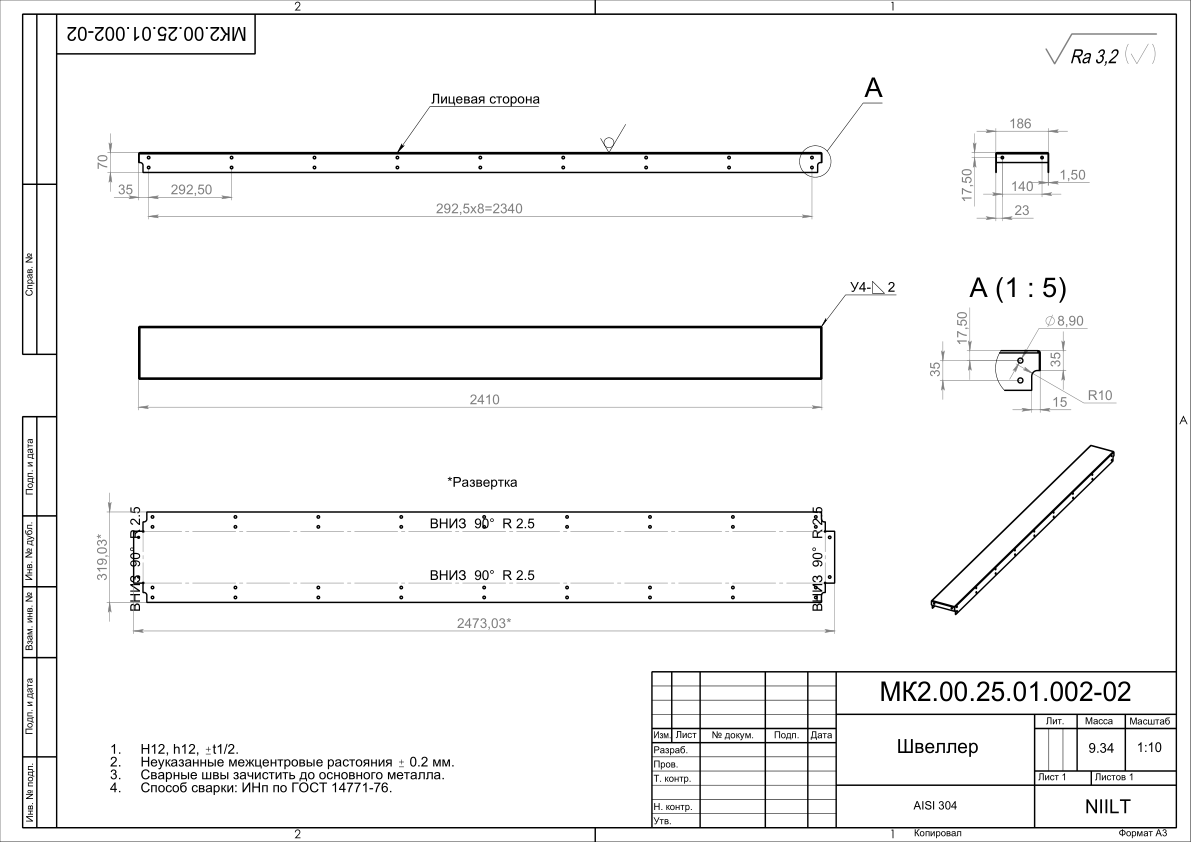 2
1
МК2.00.25.01.002-02
Ra 3,2
Лицевая сторона
А
186
70
35
292,50
292,5x8=2340
17,50
1,50
140
23
У4- 2
А (1 : 5)
17,50
∅8,90
35
35
R10
15
2410
А
*Развертка
ВНИЗ 90° R 2.5
ВНИЗ 90° R 2.5
ВНИЗ 90° R 2.5
ВНИЗ 90° R 2.5
319,03*
2473,03*
Справ. №
Подп. и дата
Инв. № дубл.
Взам. инв. №
Подп. и дата
Инв. № подл.
1. H12, h12, ±t1/2.
2. Неуказанные межцентровые растояния ± 0.2 мм.
3. Сварные швы зачистить до основного металла.
4. Способ сварки: ИНп по ГОСТ 14771-76.
МК2.00.25.01.002-02
Изм. Лист № докум. Подп. Дата
Разраб.
Пров.
Т. контр.
Н. контр.
Утв.
Швеллер
Лит. Масса Масштаб
9.34 1:10
Лист 1 Листов 1
AISI 304
NIILT
2
1
Копировал
Формат А3